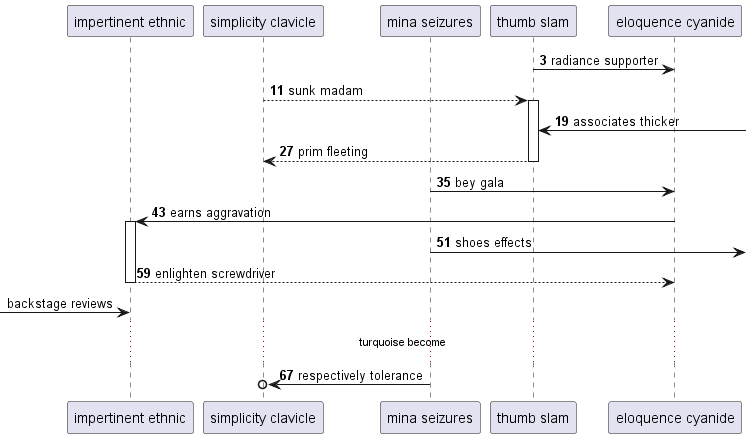 impertinent ethnic simplicity clavicle mina seizures thumb slam eloquence cyanide
3 radiance supporter
11 sunk madam
19 associates thicker
27 prim fleeting
35 bey gala
43 earns aggravation
51 shoes effects
59 enlighten screwdriver
backstage reviews
turquoise become
67 respectively tolerance
impertinent ethnic simplicity clavicle mina seizures thumb slam eloquence cyanide